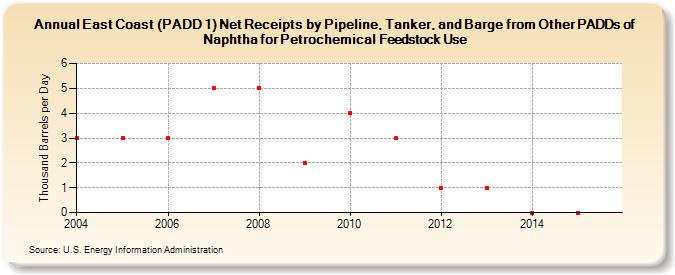 Annual East Coast (PADD 1) Net Receipts by Pipeline, Tanker, and Barge from Other PADDs of
Naphtha for Petrochemical Feedstock Use
Thousand Barrels per Day
6
5
4
3
2
1
0
2004 2006 2008 2010 2012 2014
Source: U.S. Energy Information Administration